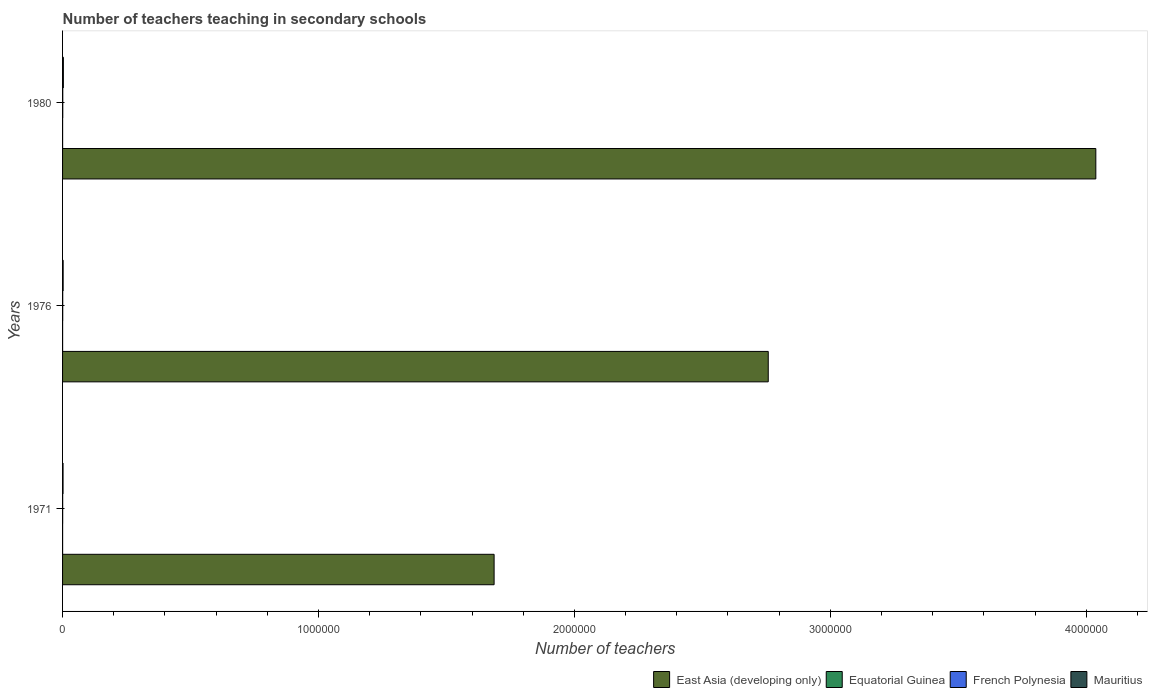 Number of teachers teaching in secondary schools
1980
1976
1971
Years
0
1000000
2000000
3000000
4000000
Number of teachers
East Asia (developing only)
Equatorial Guinea
French Polynesia
Mauritius